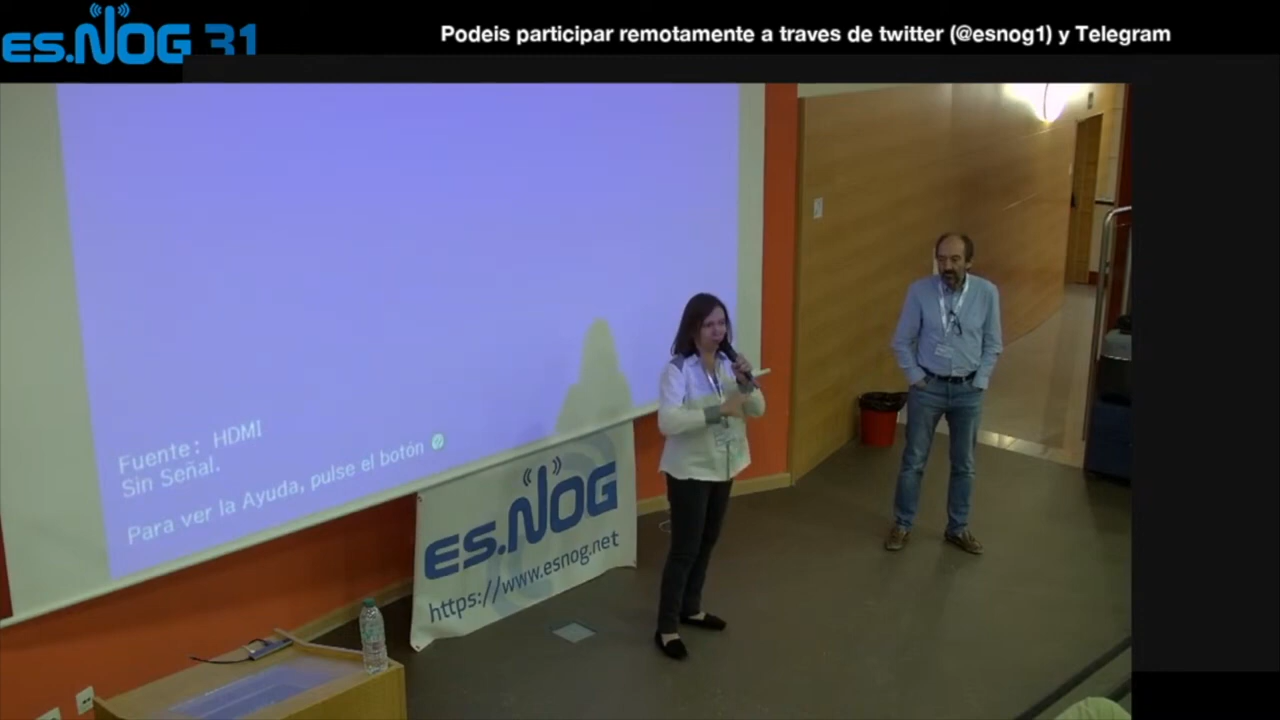 es.NOG 31
Podeis participar remotamente a traves de twitter (@esnog1) y Telegram
Fuente: HDMI
Sin Señal.
Para ver la Ayuda, pulse el botón
es.NOG
https://www.esnog.net